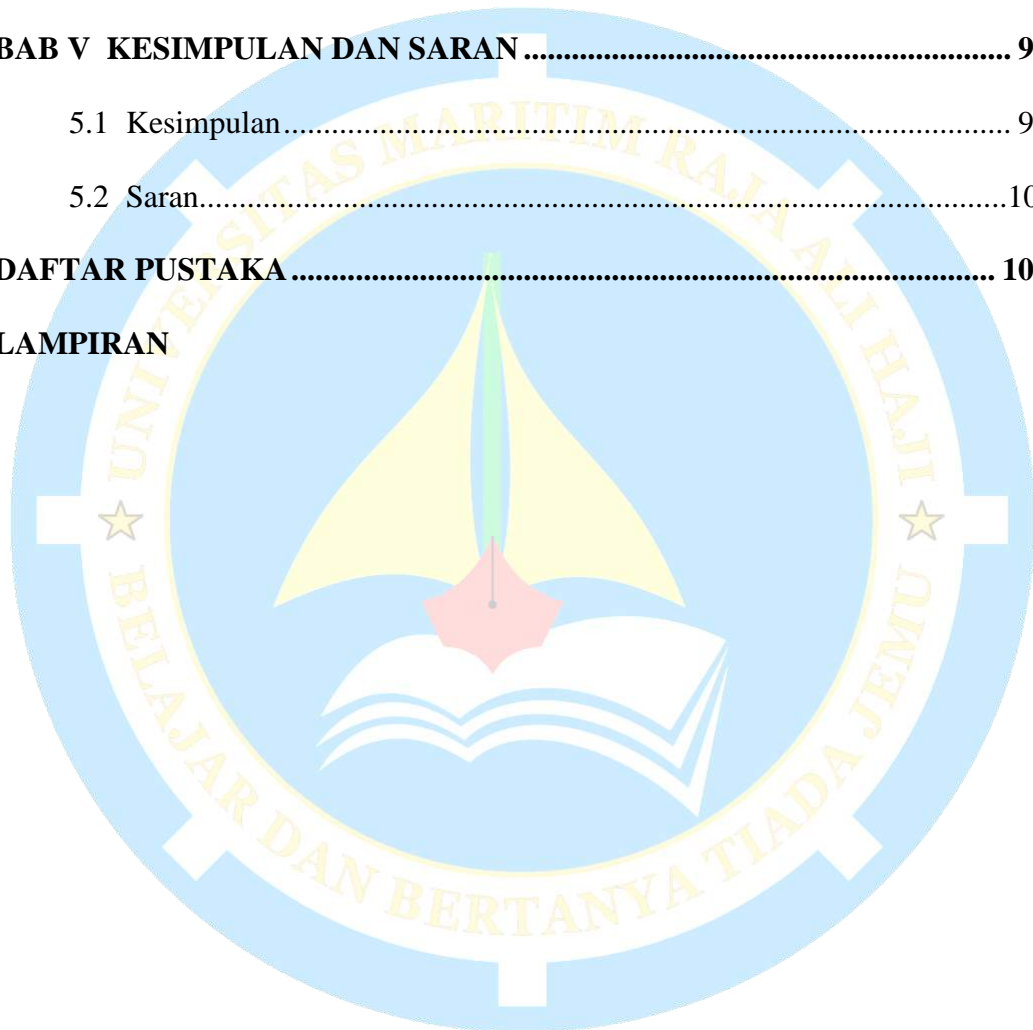 BAB V KESIMPULAN DAN SARAN........................................................ 9
5.1 Kesimpulan.................................................................................... 9
5.2 Saran..............................................................................................10
DAFTAR PUSTAKA................................................................................. 10
LAMPIRAN
UNIVERSITAS MARITIM RAJA ALI HAJI
BELAJAR DAN BERTANYA TIADA JEMU